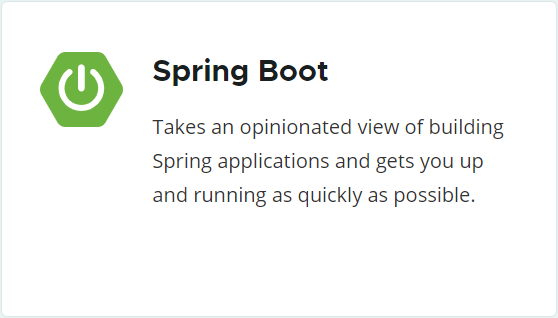 Spring Boot
Takes an opinionated view of building
Spring applications and gets you up
and running as quickly as possible.